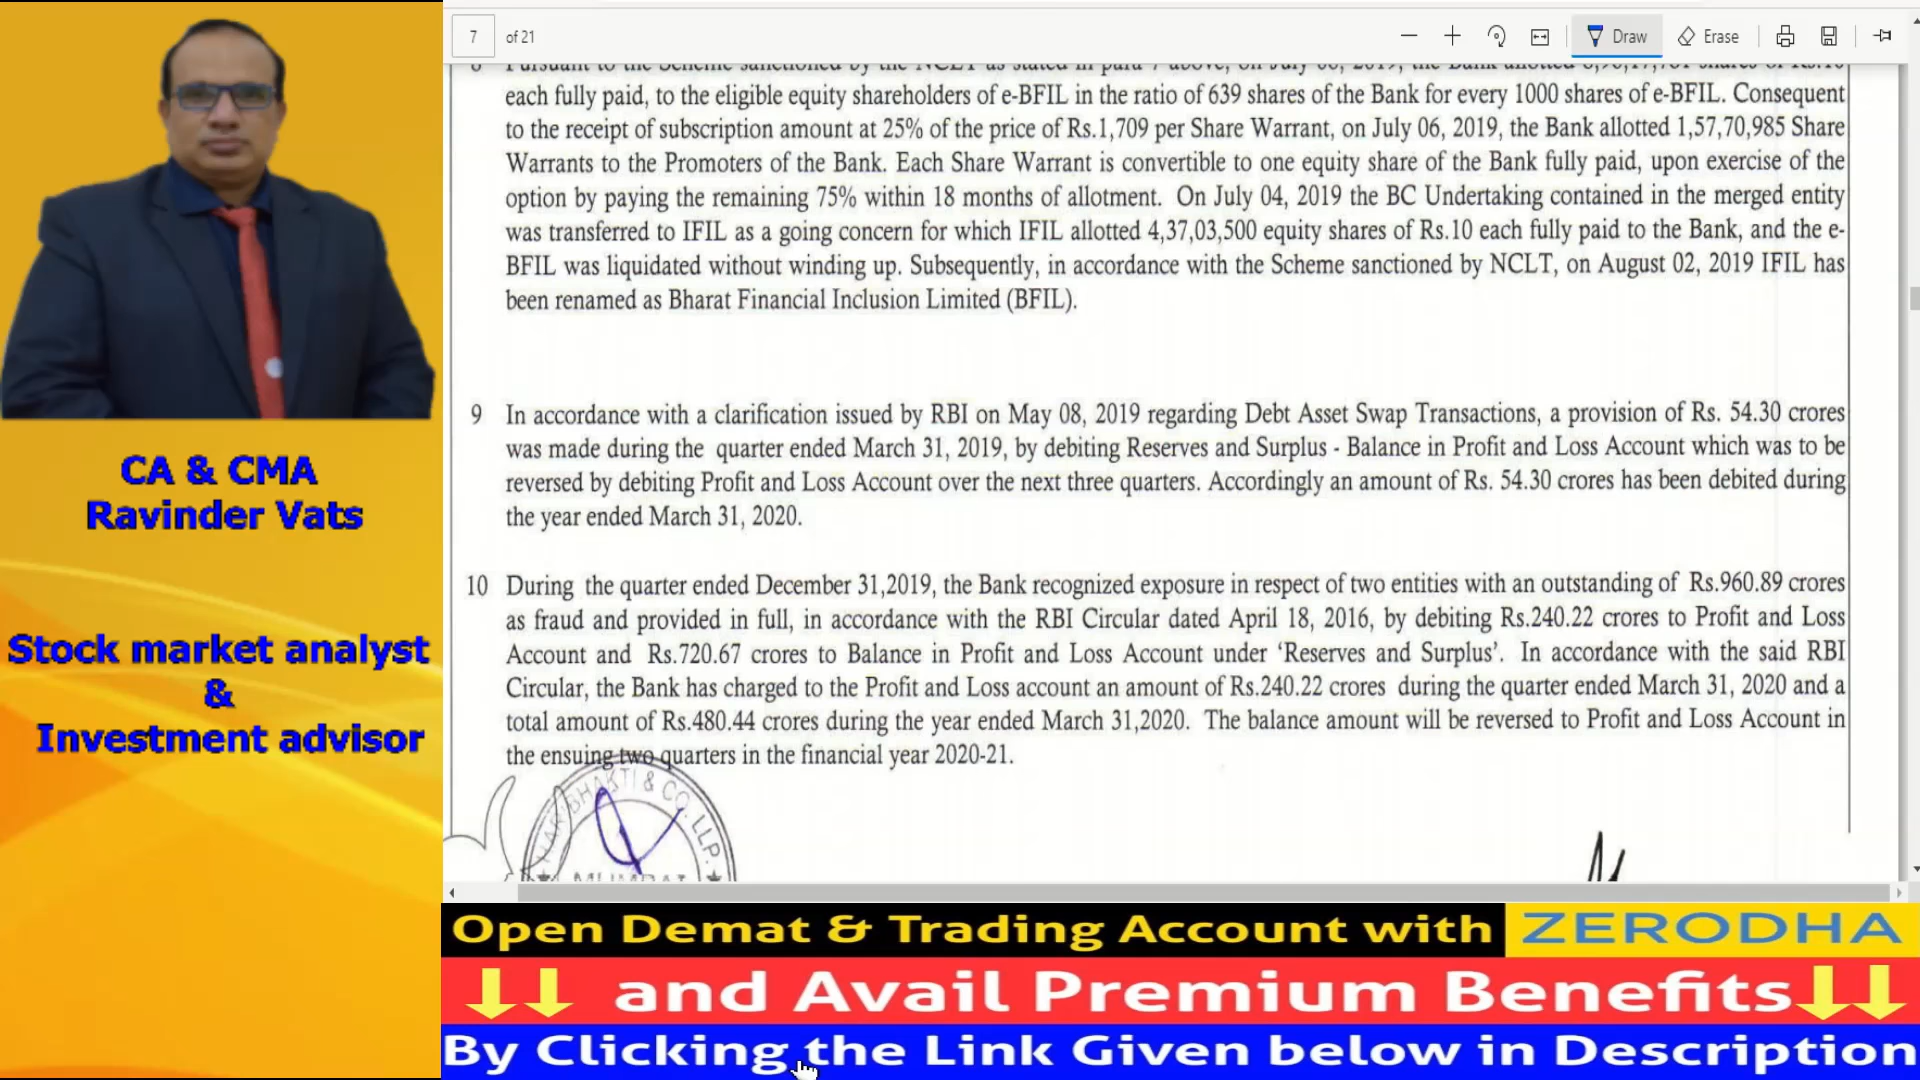 7 of 21
Draw
Erase
each fully paid, to the eligible equity shareholders of e-BFIL in the ratio of 639 shares of the Bank for every 1000 shares of e-BFIL. Consequent
to the receipt of subscription amount at 25% of the price of Rs.1,709 per Share Warrant, on July 06, 2019, the Bank allotted 1,57,70,985 Share
Warrants to the Promoters of the Bank. Each Share Warrant is convertible to one equity share of the Bank fully paid, upon exercise of the
option by paying the remaining 75% within 18 months of allotment. On July 04, 2019 the BC Undertaking contained in the merged entity
was transferred to IFIL as a going concern for which IFIL allotted 4,37,03,500 equity shares of Rs.10 each fully paid to the Bank, and the e-
BFIL was liquidated without winding up. Subsequently, in accordance with the Scheme sanctioned by NCLT, on August 02, 2019 IFIL has
been renamed as Bharat Financial Inclusion Limited (BFIL).
9 In accordance with a clarification issued by RBI on May 08, 2019 regarding Debt Asset Swap Transactions, a provision of Rs. 54.30 crores
was made during the quarter ended March 31, 2019, by debiting Reserves and Surplus - Balance in Profit and Loss Account which was to be
reversed by debiting Profit and Loss Account over the next three quarters. Accordingly an amount of Rs. 54.30 crores has been debited during
the year ended March 31, 2020.
10 During the quarter ended December 31,2019, the Bank recognized exposure in respect of two entities with an outstanding of Rs.960.89 crores
as fraud and provided in full, in accordance with the RBI Circular dated April 18, 2016, by debiting Rs.240.22 crores to Profit and Loss
Account and Rs.720.67 crores to Balance in Profit and Loss Account under ‘Reserves and Surplus’. In accordance with the said RBI
Circular, the Bank has charged to the Profit and Loss account an amount of Rs.240.22 crores during the quarter ended March 31, 2020 and a
total amount of Rs.480.44 crores during the year ended March 31,2020. The balance amount will be reversed to Profit and Loss Account in
the ensuing two quarters in the financial year 2020-21.
HARIBHAKTI & CO. LLP.
MUMBAI
CA & CMA
Ravinder Vats
Stock market analyst
&
Investment advisor
Open Demat & Trading Account with ZERODHA
and Avail Premium Benefits
By Clicking the Link Given below in Description